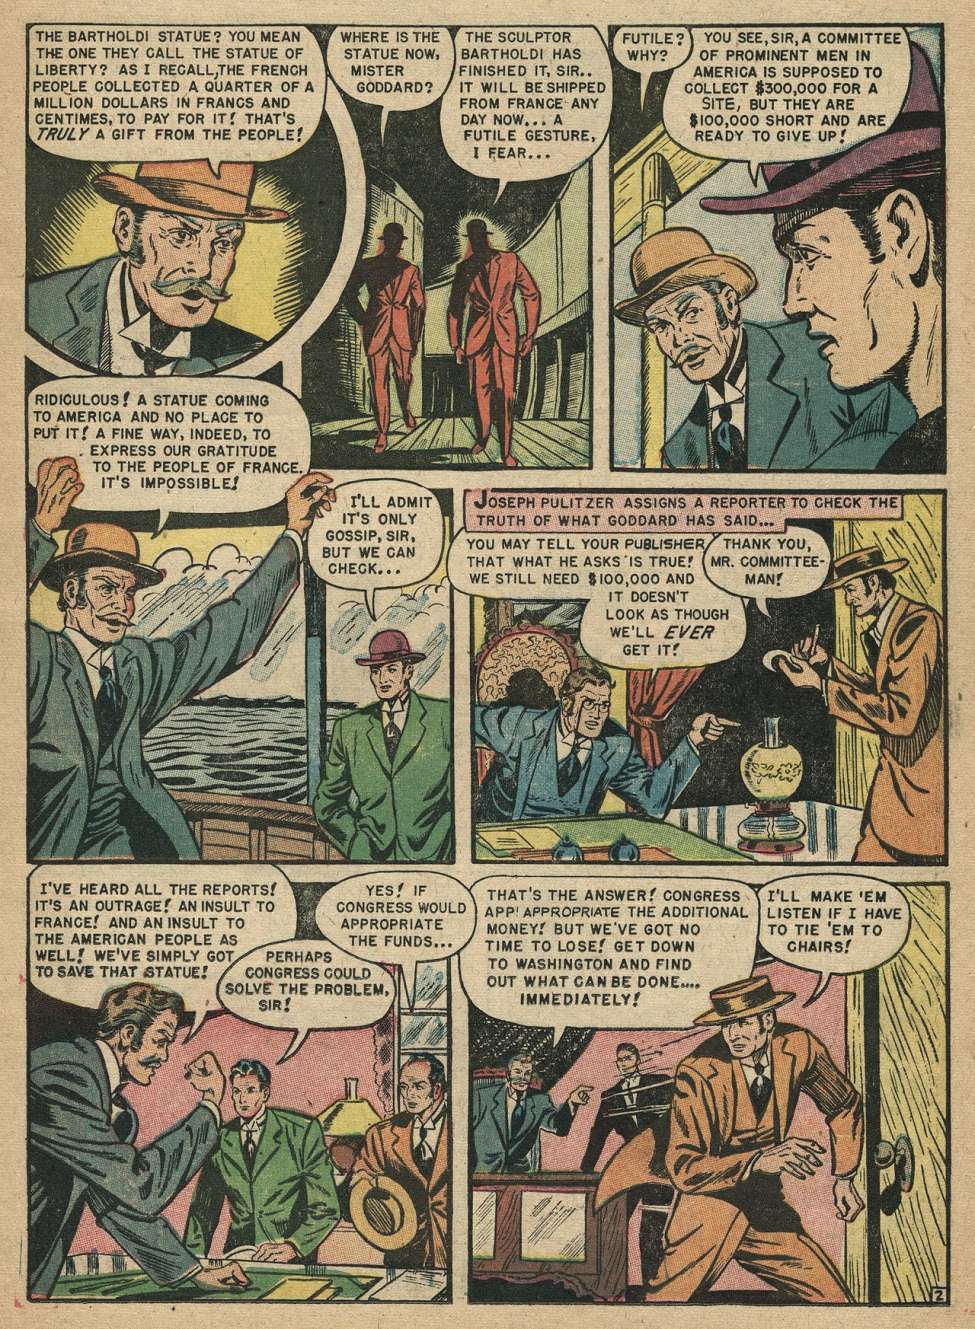 THE BARTHOLDI STATUE? YOU MEAN
THE ONE THEY CALL THE STATUE OF
LIBERTY? AS I RECALL, THE FRENCH
PEOPLE COLLECTED A QUARTER OF A
MILLION DOLLARS IN FRANCS AND
CENTIMES, TO PAY FOR IT! THAT'S
TRULY A GIFT FROM THE PEOPLE!
WHERE IS THE
STATUE NOW,
MISTER
GODDARD?
THE SCULPTOR
BARTHOLDI HAS
FINISHED IT, SIR..
IT WILL BE SHIPPED
FROM FRANCE ANY
DAY NOW... A
FUTILE GESTURE,
I FEAR...
FUTILE?
WHY?
YOU SEE, SIR, A COMMITTEE
OF PROMINENT MEN IN
AMERICA IS SUPPOSED TO
COLLECT $300,000 FOR A
SITE, BUT THEY ARE
$100,000 SHORT AND ARE
READY TO GIVE UP!
RIDICULOUS! A STATUE COMING
TO AMERICA AND NO PLACE TO
PUT IT! A FINE WAY, INDEED, TO
EXPRESS OUR GRATITUDE
TO THE PEOPLE OF FRANCE.
IT'S IMPOSSIBLE!
I'LL ADMIT
IT'S ONLY
GOSSIP, SIR,
BUT WE CAN
CHECK...
JOSEPH PULITZER ASSIGNS A REPORTER TO CHECK THE
TRUTH OF WHAT GODDARD HAS SAID...
YOU MAY TELL YOUR PUBLISHER
THAT WHAT HE ASKS IS TRUE!
WE STILL NEED $100,000 AND
IT DOESN'T
LOOK AS THOUGH
WE'LL EVER
GET IT!
THANK YOU,
MR. COMMITTEE-
MAN!
I'VE HEARD ALL THE REPORTS!
IT'S AN OUTRAGE! AN INSULT TO
FRANCE! AND AN INSULT TO
THE AMERICAN PEOPLE AS
WELL! WE'VE SIMPLY GOT
TO SAVE THAT STATUE!
PERHAPS
CONGRESS COULD
SOLVE THE PROBLEM,
SIR!
YES! IF
CONGRESS WOULD
APPROPRIATE
THE FUNDS...
THAT'S THE ANSWER! CONGRESS
APP! APPROPRIATE THE ADDITIONAL
MONEY! BUT WE'VE GOT NO
TIME TO LOSE! GET DOWN
TO WASHINGTON AND FIND
OUT WHAT CAN BE DONE....
IMMEDIATELY!
I'LL MAKE 'EM
LISTEN IF I HAVE
TO TIE 'EM TO
CHAIRS!
2